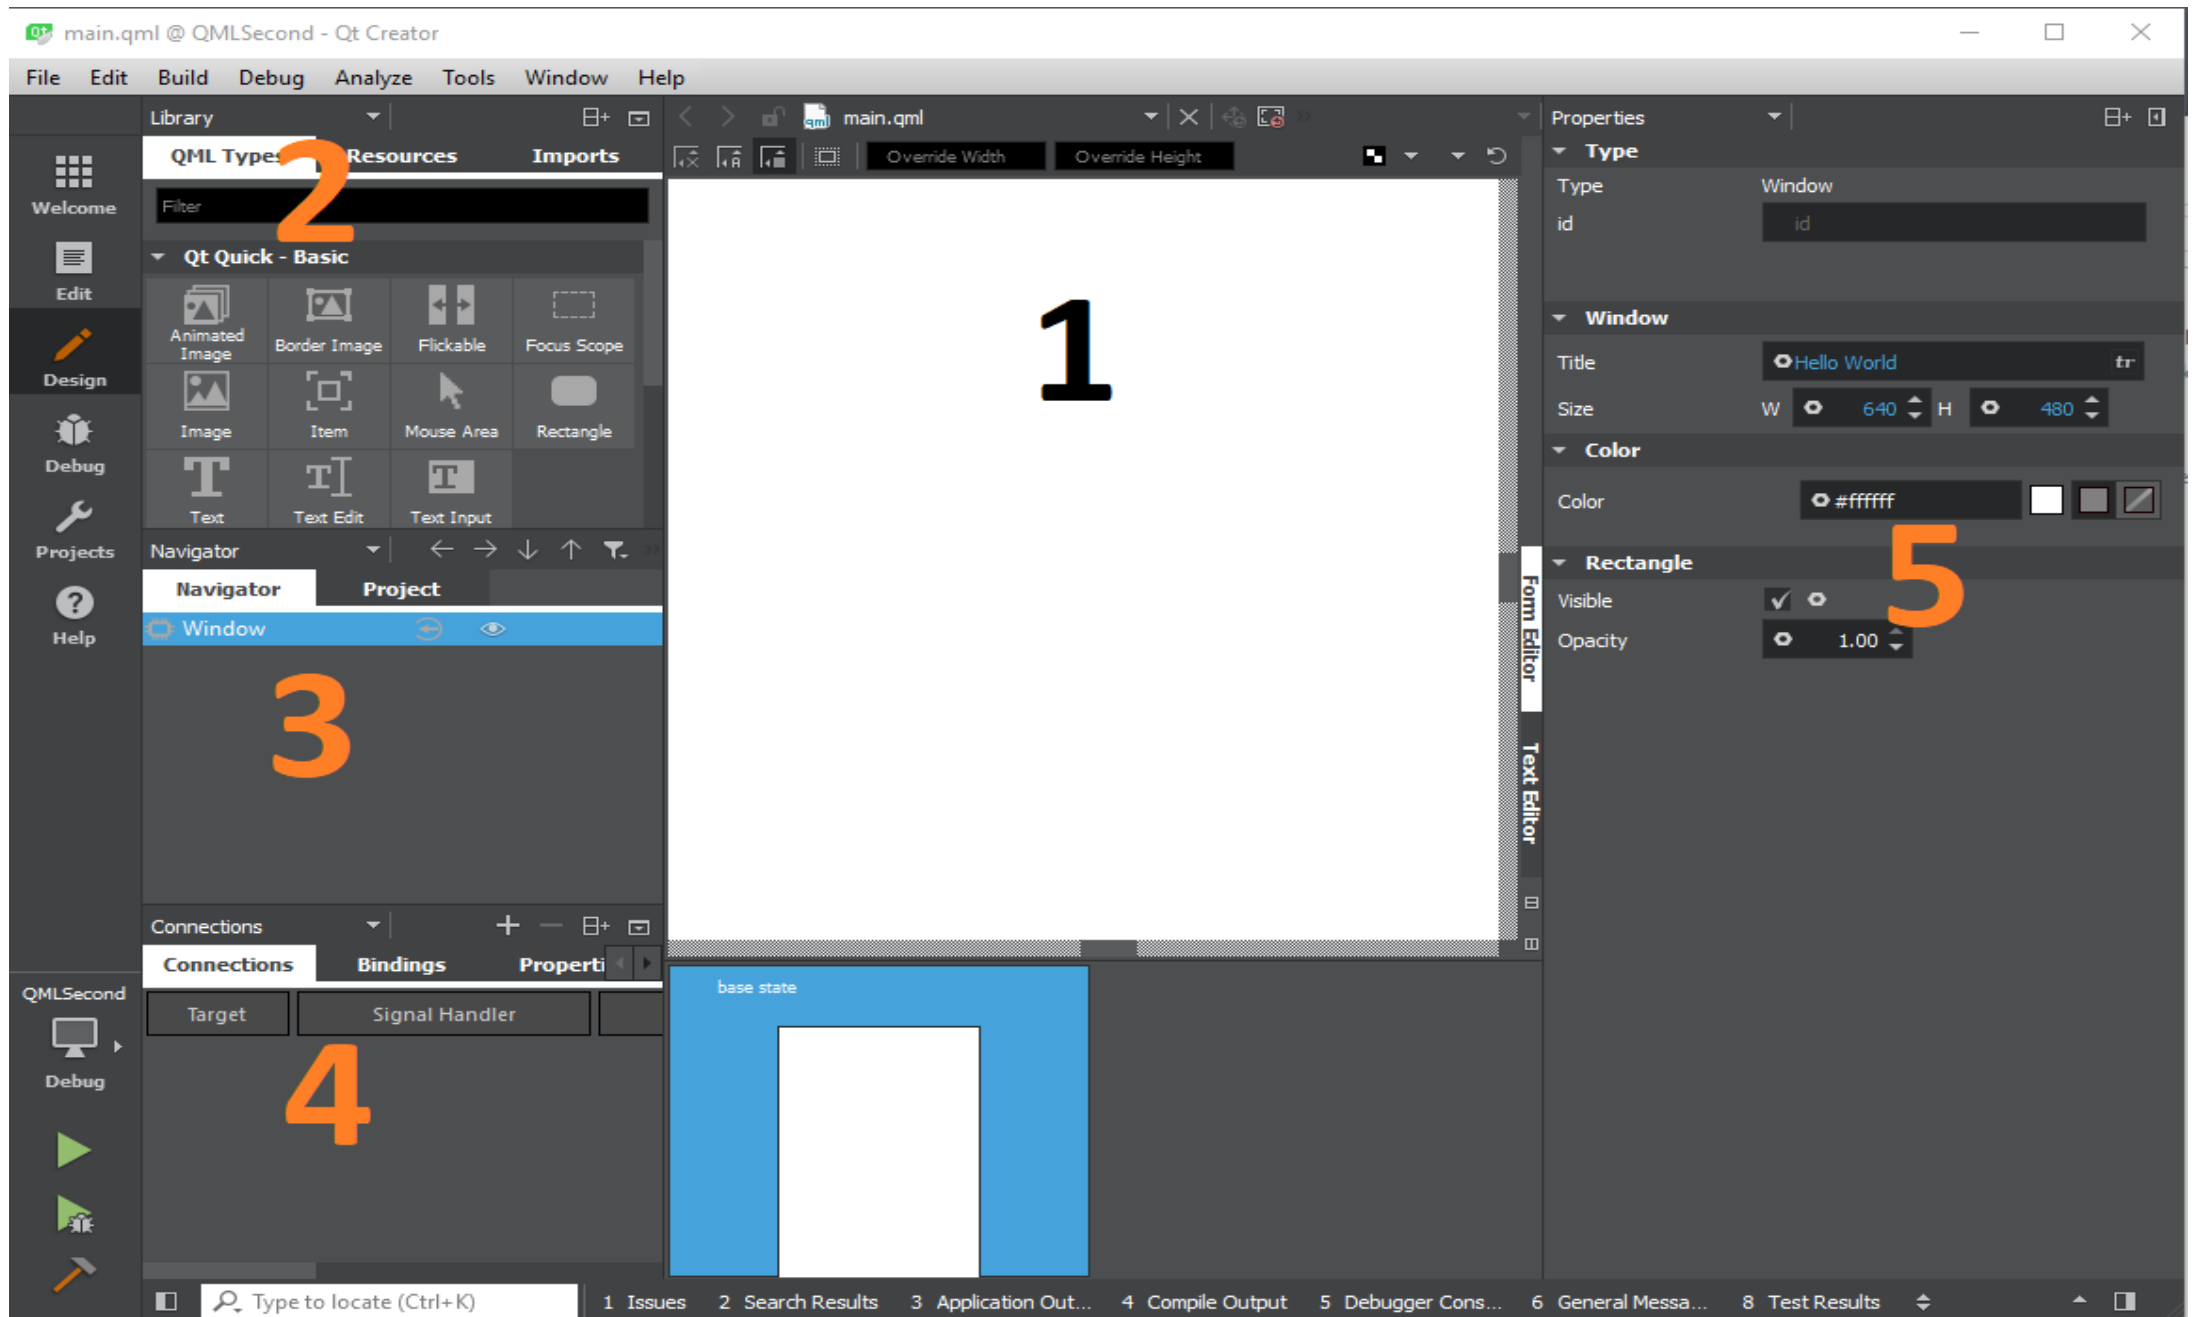 main.qml @ QMLSecond - Qt Creator
File Edit Build Debug Analyze Tools Window Help
Welcome
Edit
Design
Debug
Projects
Help
QMLSecond
Debug
Library
QML Types Resources Imports
2
Filter
Qt Quick - Basic
Animated Image Border Image Flickable Focus Scope
Image Item Mouse Area Rectangle
Text Text Edit Text Input
Navigator
Navigator Project
Window
3
Connections
Connections Bindings Properti
Target Signal Handler
4
main.qml
Override Width Override Height
1
Form Editor
Text Editor
base state
Properties
Type
Type Window
id id
Window
Title Hello World tr
Size W 640 H 480
Color
Color #ffffff
5
Rectangle
Visible
Opacity 1.00
Type to locate (Ctrl+K) 1 Issues 2 Search Results 3 Application Out... 4 Compile Output 5 Debugger Cons... 6 General Messa... 8 Test Results